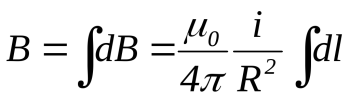 B = ∫dB = μ₀/4π i/R² ∫dl